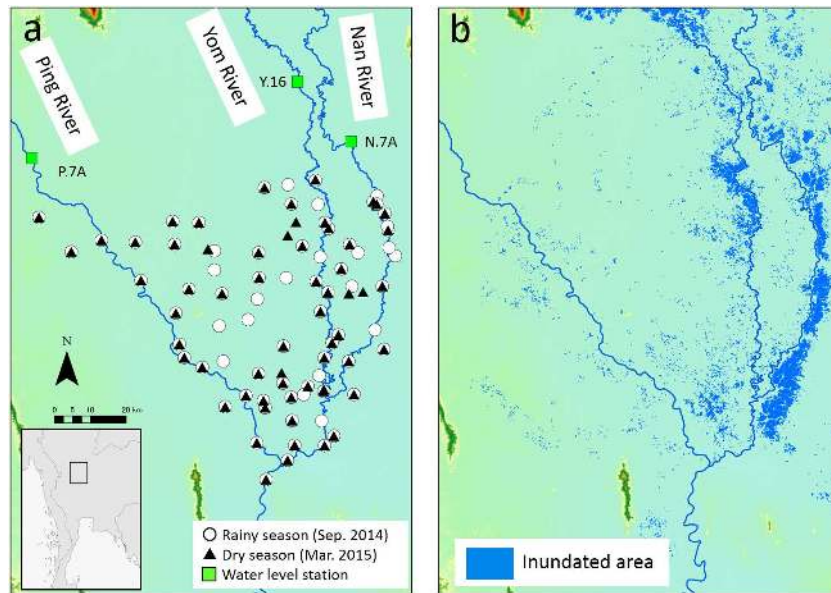 a
Ping River
Yom River
Nan River
Y.16
N.7A
P.7A
N
0 5 10 20 km
Rainy season (Sep. 2014)
Dry season (Mar. 2015)
Water level station
b
Inundated area